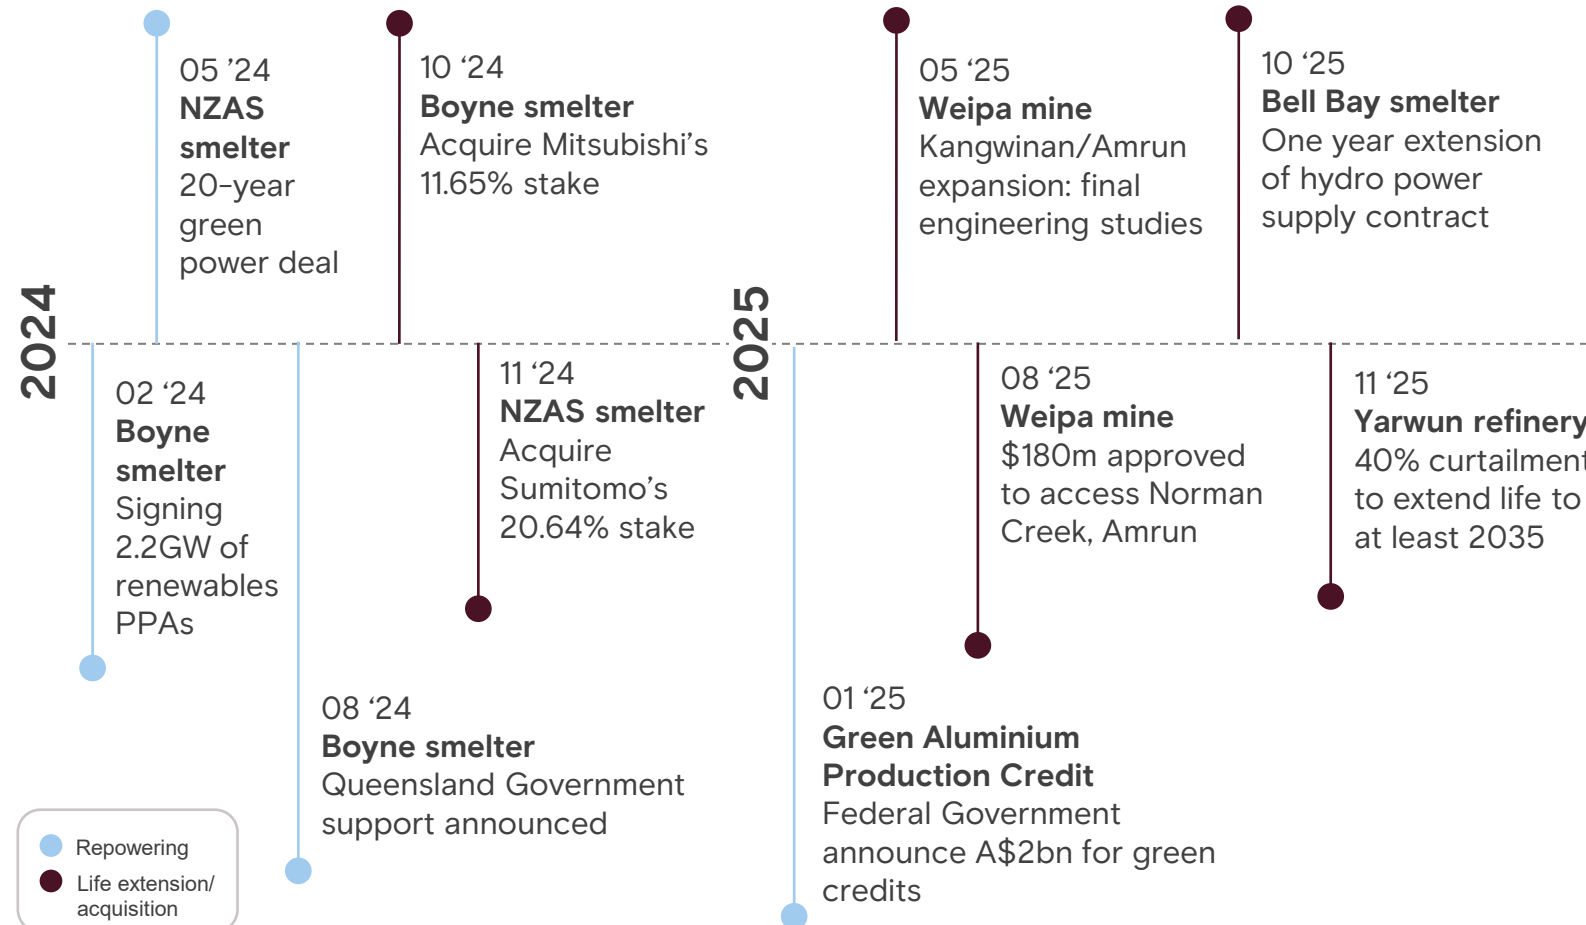 2024
05 ’24
NZAS
smelter
20-year
green
power deal
10 ‘24
Boyne smelter
Acquire Mitsubishi’s
11.65% stake
02 ‘24
Boyne
smelter
Signing
2.2GW of
renewables
PPAs
08 ‘24
Boyne smelter
Queensland Government
support announced
11 ‘24
NZAS smelter
Acquire
Sumitomo’s
20.64% stake
2025
05 ‘25
Weipa mine
Kangwinan/Amrun
expansion: final
engineering studies
10 ‘25
Bell Bay smelter
One year extension
of hydro power
supply contract
01 ‘25
Green Aluminium
Production Credit
Federal Government
announce A$2bn for green
credits
08 ‘25
Weipa mine
$180m approved
to access Norman
Creek, Amrun
11 ‘25
Yarwun refinery
40% curtailment
to extend life to
at least 2035
Repowering
Life extension/
acquisition